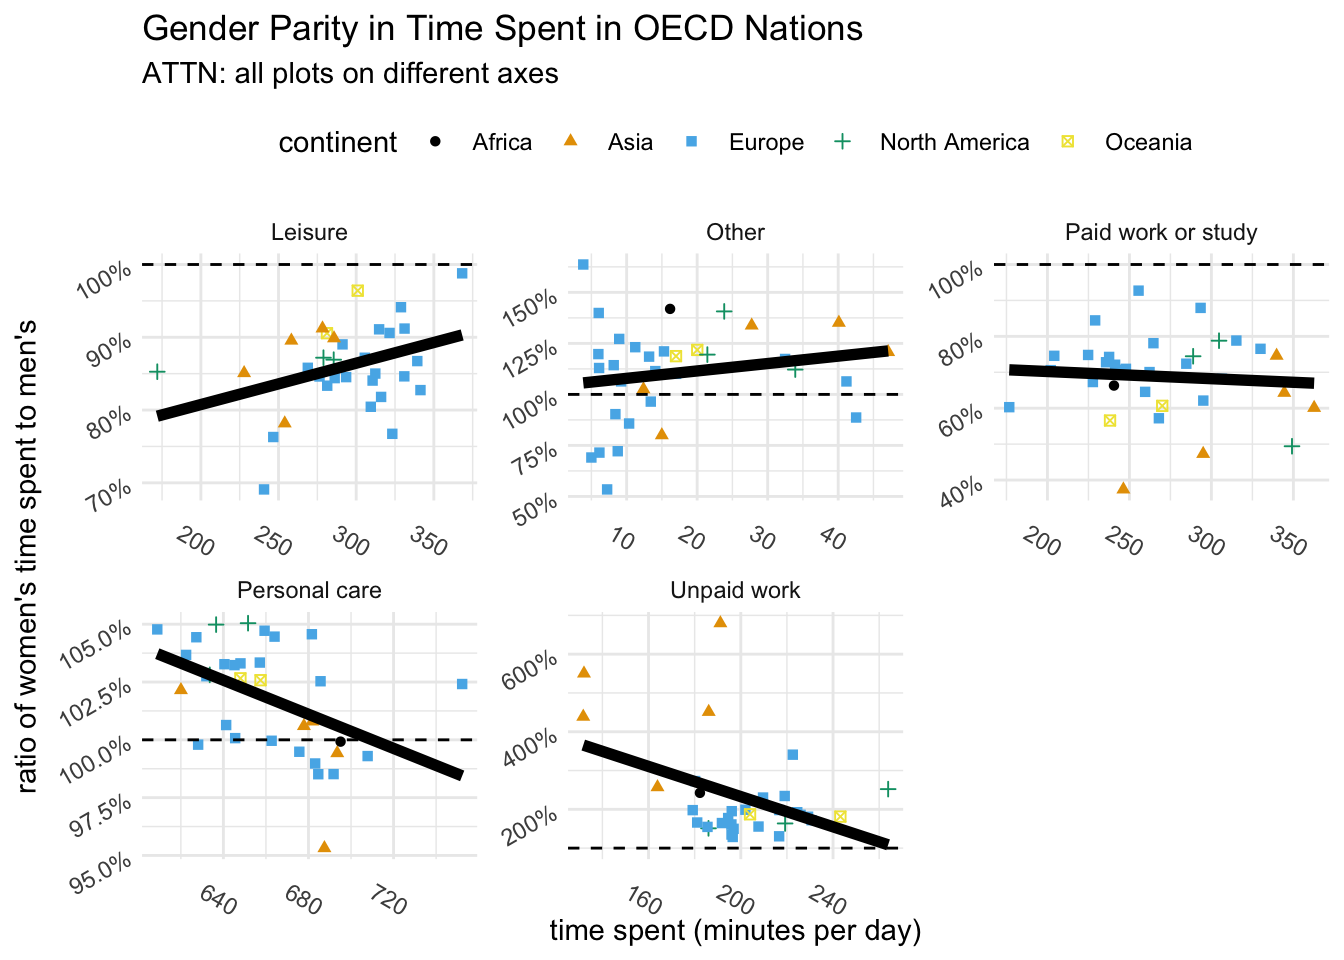 Gender Parity in Time Spent in OECD Nations
ATTN: all plots on different axes
continent Africa Asia Europe North America Oceania
Leisure Other Paid work or study
100%
90%
80%
70%
200 250 300 350
150%
125%
100%
75%
50%
10 20 30 40
100%
80%
60%
40%
200 250 300 350
ratio of women's time spent to men's
Personal care Unpaid work
105.0%
102.5%
100.0%
97.5%
95.0%
640 680 720
600%
400%
200%
160 200 240
time spent (minutes per day)